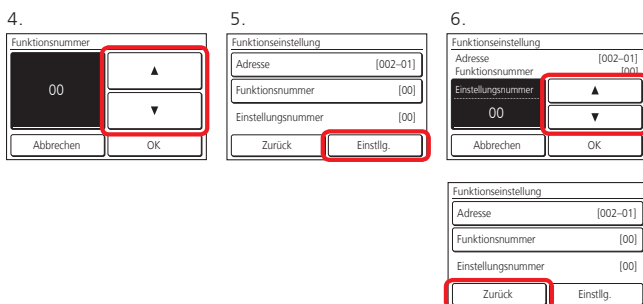 4.
Funktionsnummer
00
▲
▼
Abbrechen OK
5.
Funktionseinstellung
Adresse [002–01]
Funktionsnummer [00]
Einstellungsnummer [00]
Zurück Einstllg.
6.
Funktionseinstellung
Adresse [002–01]
Funktionsnummer [00]
Einstellungsnummer
00
▲
▼
Abbrechen OK
Funktionseinstellung
Adresse [002–01]
Funktionsnummer [00]
Einstellungsnummer [00]
Zurück Einstllg.